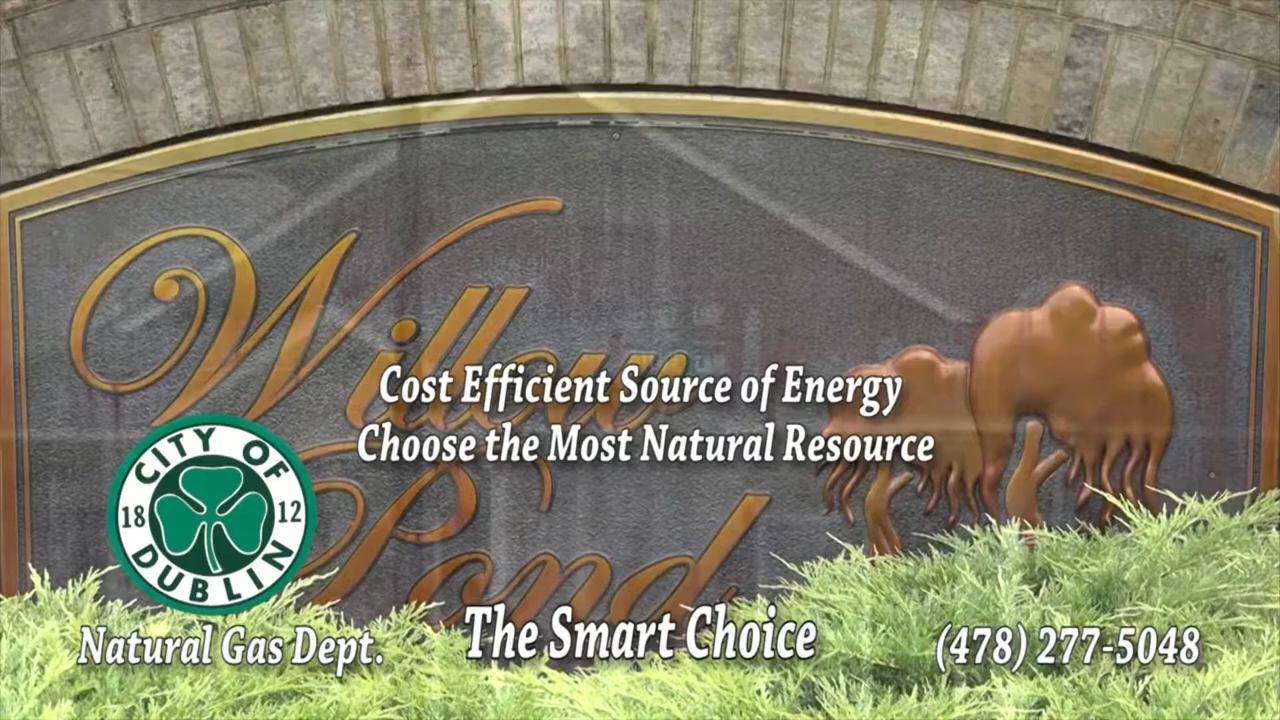 Willow
Pond
Cost Efficient Source of Energy
Choose the Most Natural Resource
CITY OF
18 12
DUBLIN
Natural Gas Dept.
The Smart Choice
(478) 277-5048